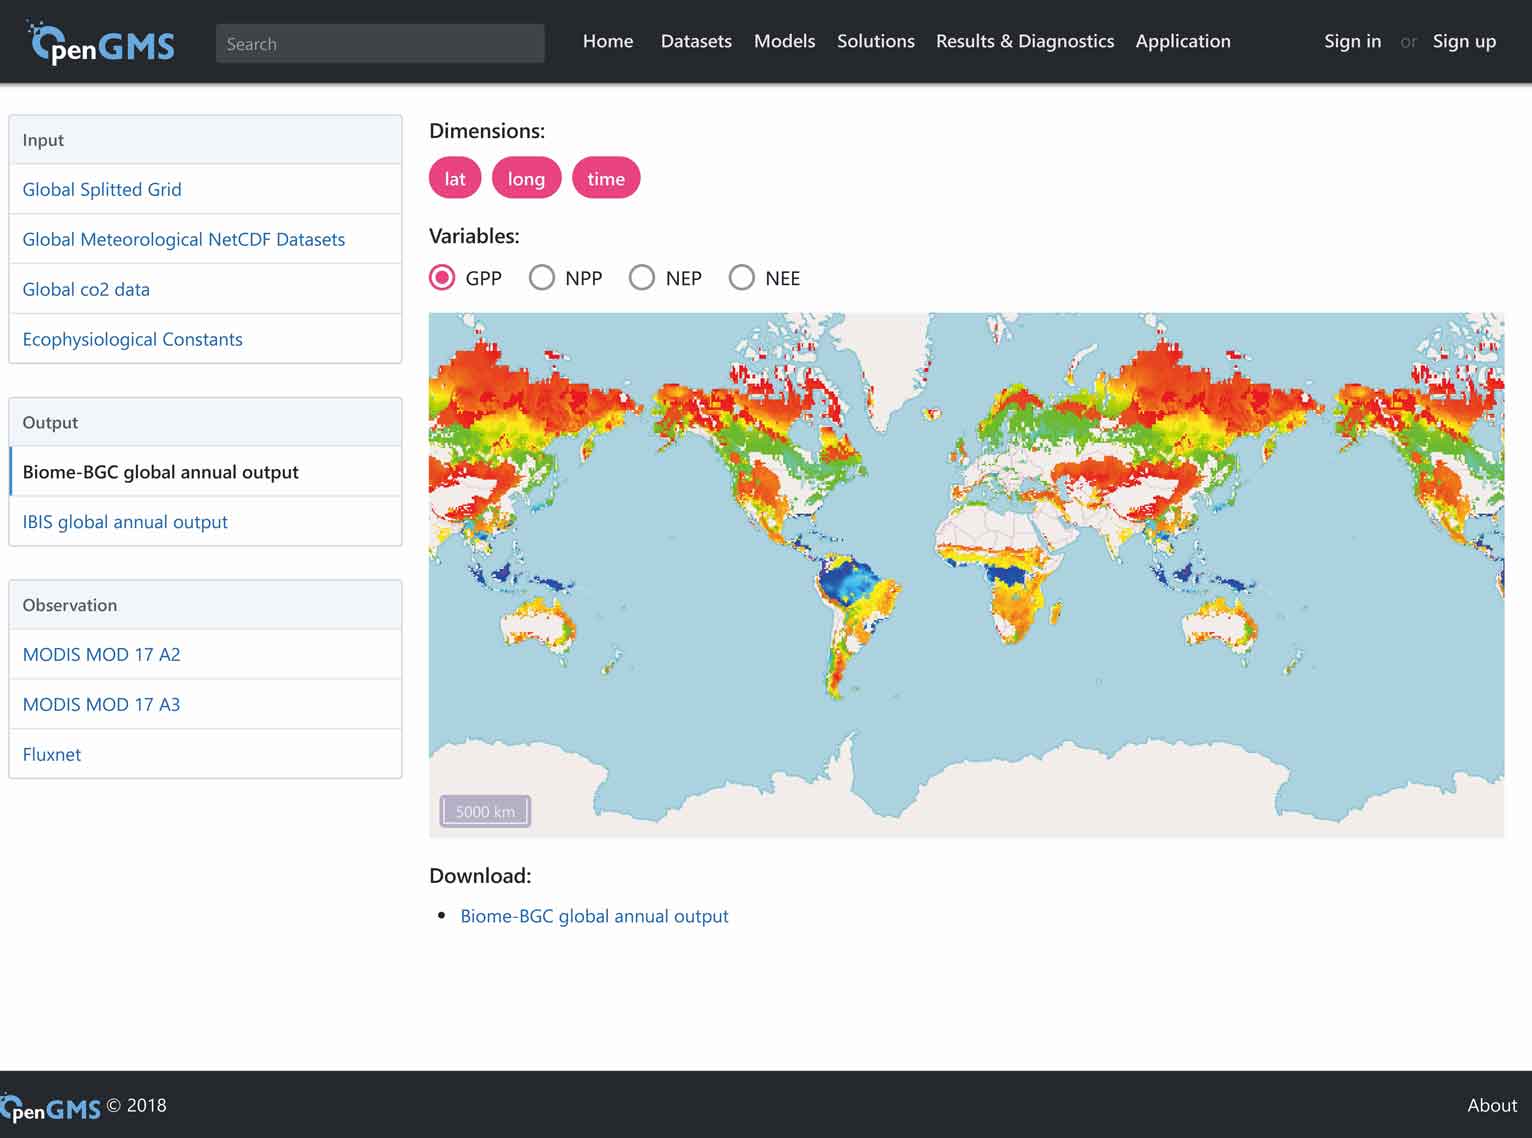 OpenGMS
Search
Home Datasets Models Solutions Results & Diagnostics Application
Sign in or Sign up
Input
Global Splitted Grid
Global Meteorological NetCDF Datasets
Global co2 data
Ecophysiological Constants
Output
Biome-BGC global annual output
IBIS global annual output
Observation
MODIS MOD 17 A2
MODIS MOD 17 A3
Fluxnet
Dimensions:
lat long time
Variables:
GPP NPP NEP NEE
5000 km
Download:
Biome-BGC global annual output
OpenGMS © 2018
About